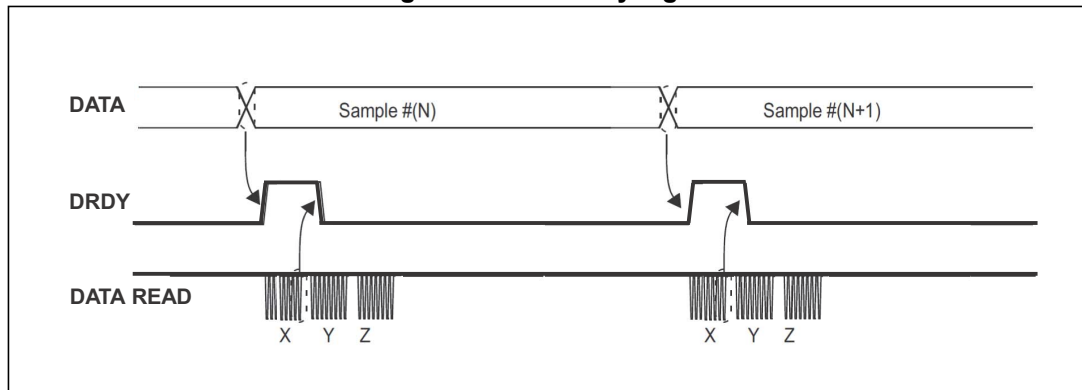 DATA
Sample #(N)
Sample #(N+1)
DRDY
DATA READ
X Y Z
X Y Z